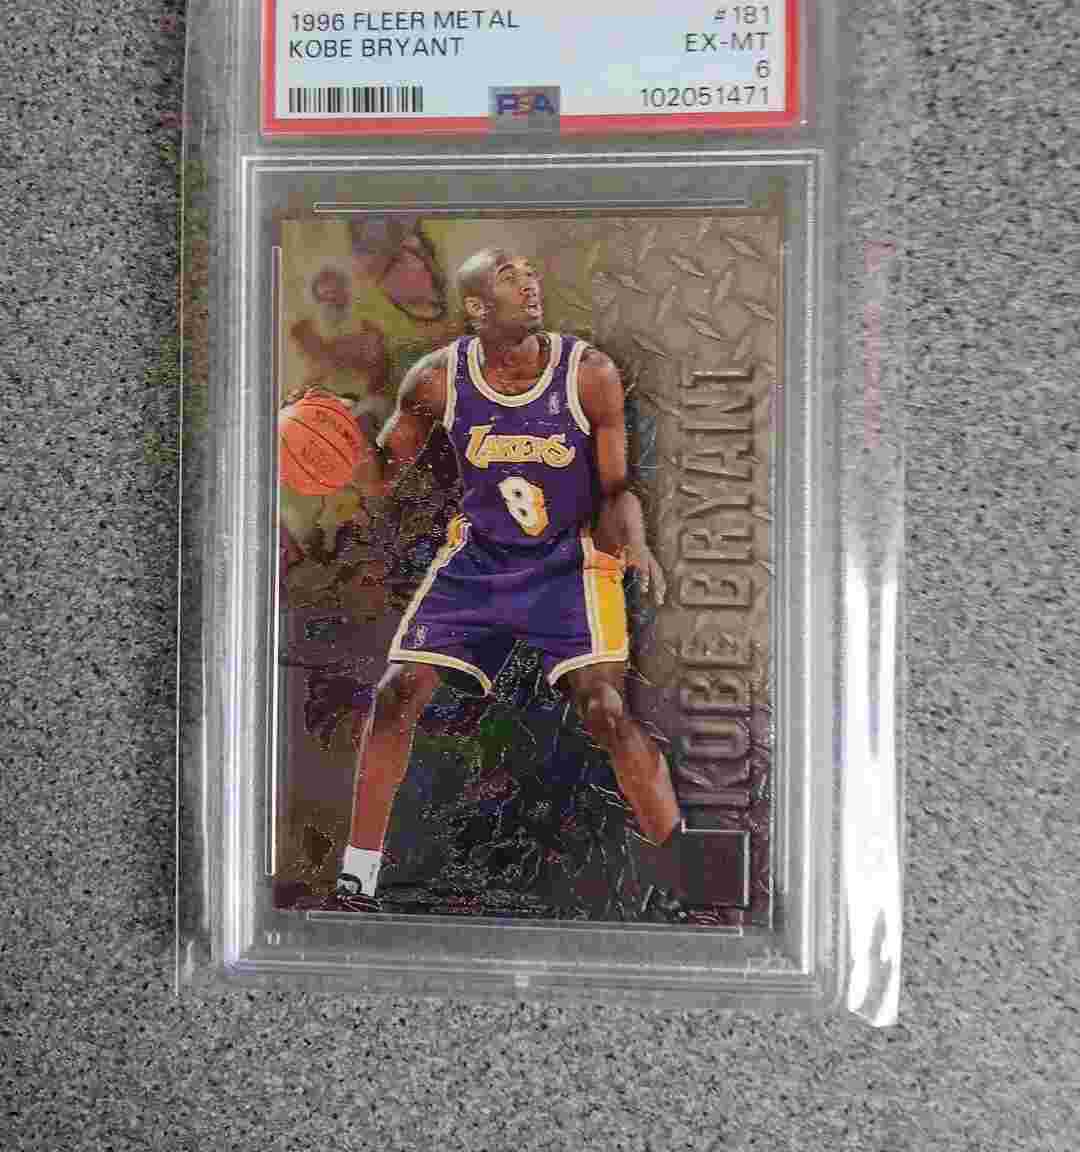 1996 FLEER METAL #181
KOBE BRYANT EX-MT
6
PSA 102051471
LAKERS
8
KOBE BRYANT